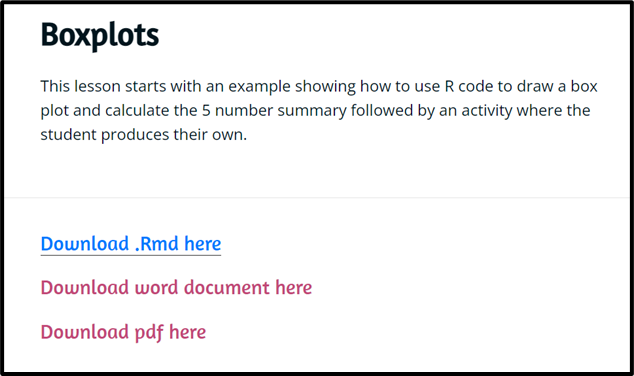 Boxplots
This lesson starts with an example showing how to use R code to draw a box
plot and calculate the 5 number summary followed by an activity where the
student produces their own.
Download .Rmd here
Download word document here
Download pdf here